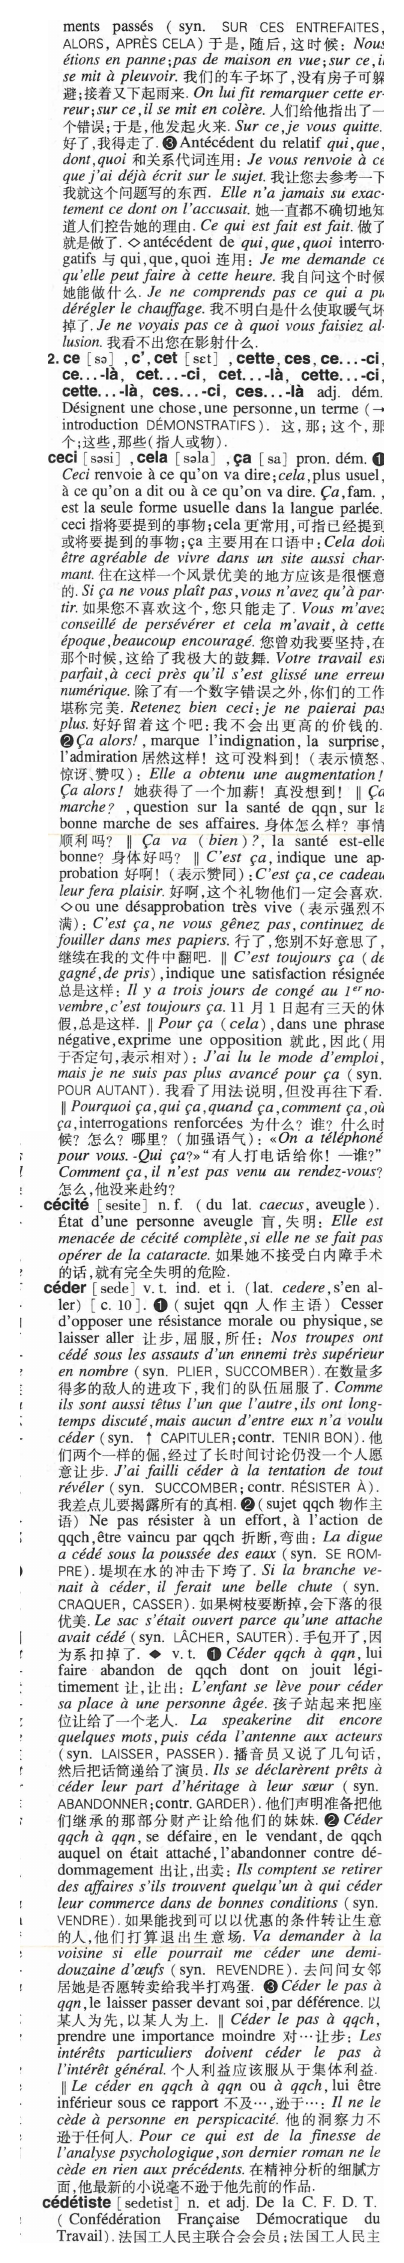 ments passés ( syn. SUR CES ENTREFAITES,
ALORS, APRÈS CELA ) 于是,随后,这时候: Nous
étions en panne;pas de maison en vue;sur ce,il
se mit à pleuvoir. 我们的车子坏了,没有房子可躲
避;接着又下起雨来. On lui fit remarquer cette er-
reur;sur ce,il se mit en colère. 人们给他指出了一
个错误;于是,他发起火来. Sur ce,je vous quitte.
好了,我得走了. ❸ Antécédent du relatif qui,que,
dont,quoi 和关系代词连用: Je vous renvoie à ce
que j'ai déjà écrit sur le sujet. 我让您去参考一下
我就这个问题写的东西. Elle n'a jamais su exac-
tement ce dont on l'accusait. 她一直都不确切地知
道人们控告她的理由. Ce qui est fait est fait. 做了
就是做了. ◇antécédent de qui,que,quoi interro-
gatifs 与 qui,que,quoi 连用: Je me demande ce
qu'elle peut faire à cette heure. 我自问这个时候
她能做什么. Je ne comprends pas ce qui a pu
dérégler le chauffage. 我不明白是什么使取暖气坏
掉了. Je ne voyais pas ce à quoi vous faisiez al-
lusion. 我看不出您在影射什么.
2. ce [sə] , c', cet [sɛt] , cette, ces, ce...-ci,
ce...-là, cet...-ci, cet...-là, cette...-ci,
cette...-là, ces...-ci, ces...-là adj. dém.
Désignent une chose,une personne,un terme (→
introduction DÉMONSTRATIFS). 这,那;这个,那
个;这些,那些(指人或物).
ceci [səsi] ,cela [səla] ,ça [sa] pron. dém. ❶
Ceci renvoie à ce qu'on va dire;cela,plus usuel,
à ce qu'on a dit ou à ce qu'on va dire. Ça,fam. ,
est la seule forme usuelle dans la langue parlée.
ceci 指将要提到的事物;cela 更常用,可指已经提到
或将要提到的事物;ça 主要用在口语中: Cela doit
être agréable de vivre dans un site aussi char-
mant. 住在这样一个风景优美的地方应该是很惬意
的. Si ça ne vous plaît pas,vous n'avez qu'à par-
tir. 如果您不喜欢这个,您只能走了. Vous m'avez
conseillé de persévérer et cela m'avait,à cette
époque,beaucoup encouragé. 您曾劝我要坚持,在
那个时候,这给了我极大的鼓舞. Votre travail est
parfait,à ceci près qu'il s'est glissé une erreur
numérique. 除了有一个数字错误之外,你们的工作
堪称完美. Retenez bien ceci:je ne paierai pas
plus. 好好留着这个吧:我不会出更高的价钱的.
❷ Ça alors!, marque l'indignation, la surprise,
l'admiration 居然这样! 这可没料到! (表示愤怒、
惊讶、赞叹): Elle a obtenu une augmentation!
Ça alors! 她获得了一个加薪! 真没想到! ‖ Ça
marche? ,question sur la santé de qqn,sur la
bonne marche de ses affaires. 身体怎么样? 事情
顺利吗? ‖ Ça va (bien)?, la santé est-elle
bonne? 身体好吗? ‖ C'est ça,indique une ap-
probation 好啊! (表示赞同):C'est ça,ce cadeau
leur fera plaisir. 好啊,这个礼物他们一定会喜欢.
◇ou une désapprobation très vive (表示强烈不
满): C'est ça,ne vous gênez pas,continuez de
fouiller dans mes papiers. 行了,您别不好意思了,
继续在我的文件中翻吧. ‖ C'est toujours ça (de
gagné,de pris) ,indique une satisfaction résignée
总是这样: Il y a trois jours de congé au 1er no-
vembre,c'est toujours ça. 11 月 1 日起有三天的休
假,总是这样. ‖ Pour ça (cela) ,dans une phrase
négative,exprime une opposition 就此,因此(用
于否定句,表示相对): J'ai lu le mode d'emploi,
mais je ne suis pas plus avancé pour ça (syn.
POUR AUTANT). 我看了用法说明,但没再往下看.
‖ Pourquoi ça,qui ça,quand ça,comment ça,où
ça,interrogations renforcées 为什么? 谁? 什么时
候? 怎么? 哪里? (加强语气): «On a téléphoné
pour vous. -Qui ça?» “有人打电话给你! —谁?”
Comment ça,il n'est pas venu au rendez-vous?
怎么,他没来赴约?
cécité [sesite] n. f. ( du lat. caecus, aveugle).
État d'une personne aveugle 盲,失明: Elle est
menacée de cécité complète,si elle ne se fait pas
opérer de la cataracte. 如果她不接受白内障手术
的话,就有完全失明的危险.
céder [sede] v. t. ind. et i. (lat. cedere,s'en al-
ler) [c. 10]. ❶ ( sujet qqn 人作主语) Cesser
d'opposer une résistance morale ou physique,se
laisser aller 让步,屈服,所任: Nos troupes ont
cédé sous les assauts d'un ennemi très supérieur
en nombre (syn. PLIER, SUCCOMBER). 在数量多
得多的敌人的进攻下,我们的队伍屈服了. Comme
ils sont aussi têtus l'un que l'autre,ils ont long-
temps discuté,mais aucun d'entre eux n'a voulu
céder (syn. ↑ CAPITULER;contr. TENIR BON). 他
们两个一样的倔,经过了长时间讨论仍没一个人愿
意让步. J'ai failli céder à la tentation de tout
révéler (syn. SUCCOMBER; contr. RÉSISTER À).
我差点儿要揭露所有的真相. ❷ (sujet qqch 物作主
语) Ne pas résister à un effort, à l'action de
qqch,être vaincu par qqch 折断,弯曲: La digue
a cédé sous la poussée des eaux (syn. SE ROM-
PRE). 堤坝在水的冲击下垮了. Si la branche ve-
nait à céder, il ferait une belle chute ( syn.
CRAQUER, CASSER). 如果树枝要断掉,会下落的很
优美. Le sac s'était ouvert parce qu'une attache
avait cédé (syn. LÂCHER, SAUTER). 手包开了,因
为系扣掉了. ◆ v. t. ❶ Céder qqch à qqn, lui
faire abandon de qqch dont on jouit légi-
timement 让,让出: L'enfant se lève pour céder
sa place à une personne âgée. 孩子站起来把座
位让给了一个老人. La speakerine dit encore
quelques mots,puis céda l'antenne aux acteurs
(syn. LAISSER, PASSER). 播音员又说了几句话,
然后把话筒递给了演员. Ils se déclarèrent prêts à
céder leur part d'héritage à leur sœur ( syn.
ABANDONNER;contr. GARDER). 他们声明准备把他
们继承的那部分财产让给他们的妹妹. ❷ Céder
qqch à qqn, se défaire,en le vendant, de qqch
auquel on était attaché,l'abandonner contre dé-
dommagement 出让,出卖: Ils comptent se retirer
des affaires s'ils trouvent quelqu'un à qui céder
leur commerce dans de bonnes conditions (syn.
VENDRE). 如果能找到可以以优惠的条件转让生意
的人,他们打算退出生意场. Va demander à la
voisine si elle pourrait me céder une demi-
douzaine d'œufs (syn. REVENDRE). 去问问女邻
居她是否愿转卖给我半打鸡蛋. ❸ Céder le pas à
qqn,le laisser passer devant soi,par déférence. 以
某人为先,以某人为上. ‖ Céder le pas à qqch,
prendre une importance moindre 对…让步: Les
intérêts particuliers doivent céder le pas à
l'intérêt général. 个人利益应该服从于集体利益.
‖ Le céder en qqch à qqn ou à qqch,lui être
inférieur sous ce rapport 不及…,逊于…: Il ne le
cède à personne en perspicacité. 他的洞察力不
逊于任何人. Pour ce qui est de la finesse de
l'analyse psychologique,son dernier roman ne le
cède en rien aux précédents. 在精神分析的细腻方
面,他最新的小说毫不逊于他先前的作品.
cédétiste [sedetist] n. et adj. De la C. F. D. T.
( Confédération Française Démocratique du
Travail). 法国工人民主联合会会员;法国工人民主